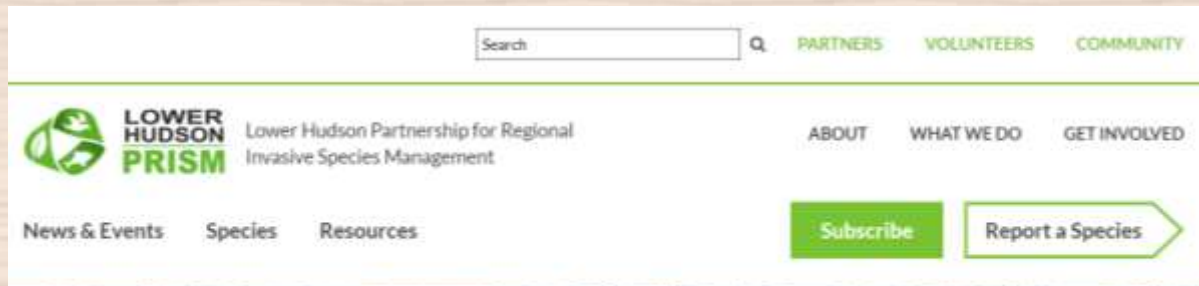 Search
PARTNERS VOLUNTEERS COMMUNITY
LOWER
HUDSON
PRISM
Lower Hudson Partnership for Regional
Invasive Species Management
ABOUT WHAT WE DO GET INVOLVED
News & Events Species Resources
Subscribe
Report a Species